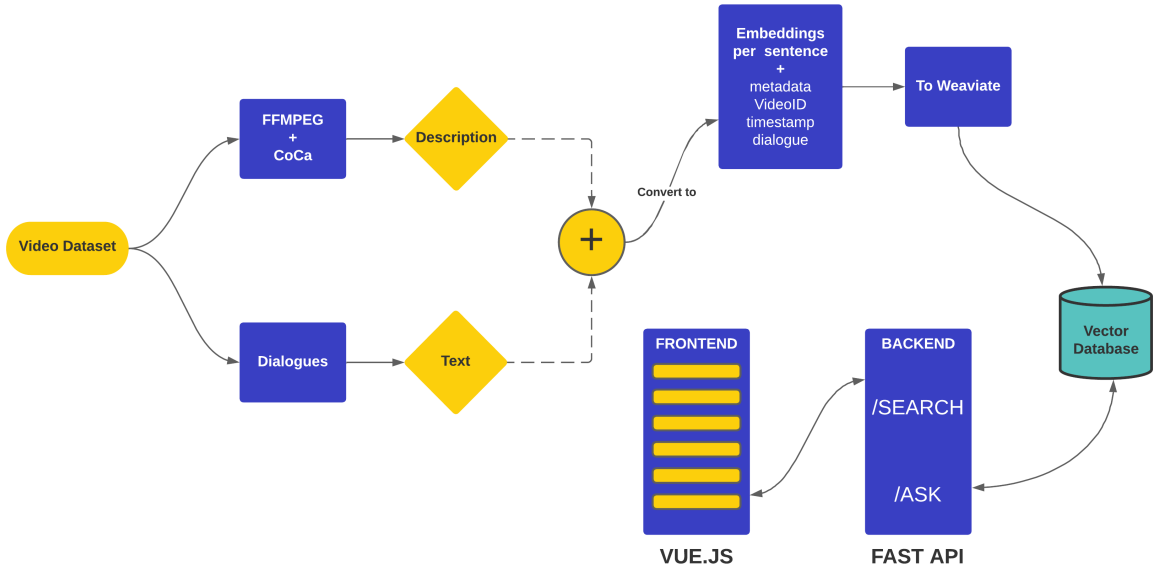 Video Dataset
FFMPEG
+
CoCa
Description
Dialogues
Text
+
Convert to
Embeddings
per sentence
+
metadata
VideoID
timestamp
dialogue
To Weaviate
Vector
Database
FRONTEND
VUE.JS
BACKEND
/SEARCH
/ASK
FAST API